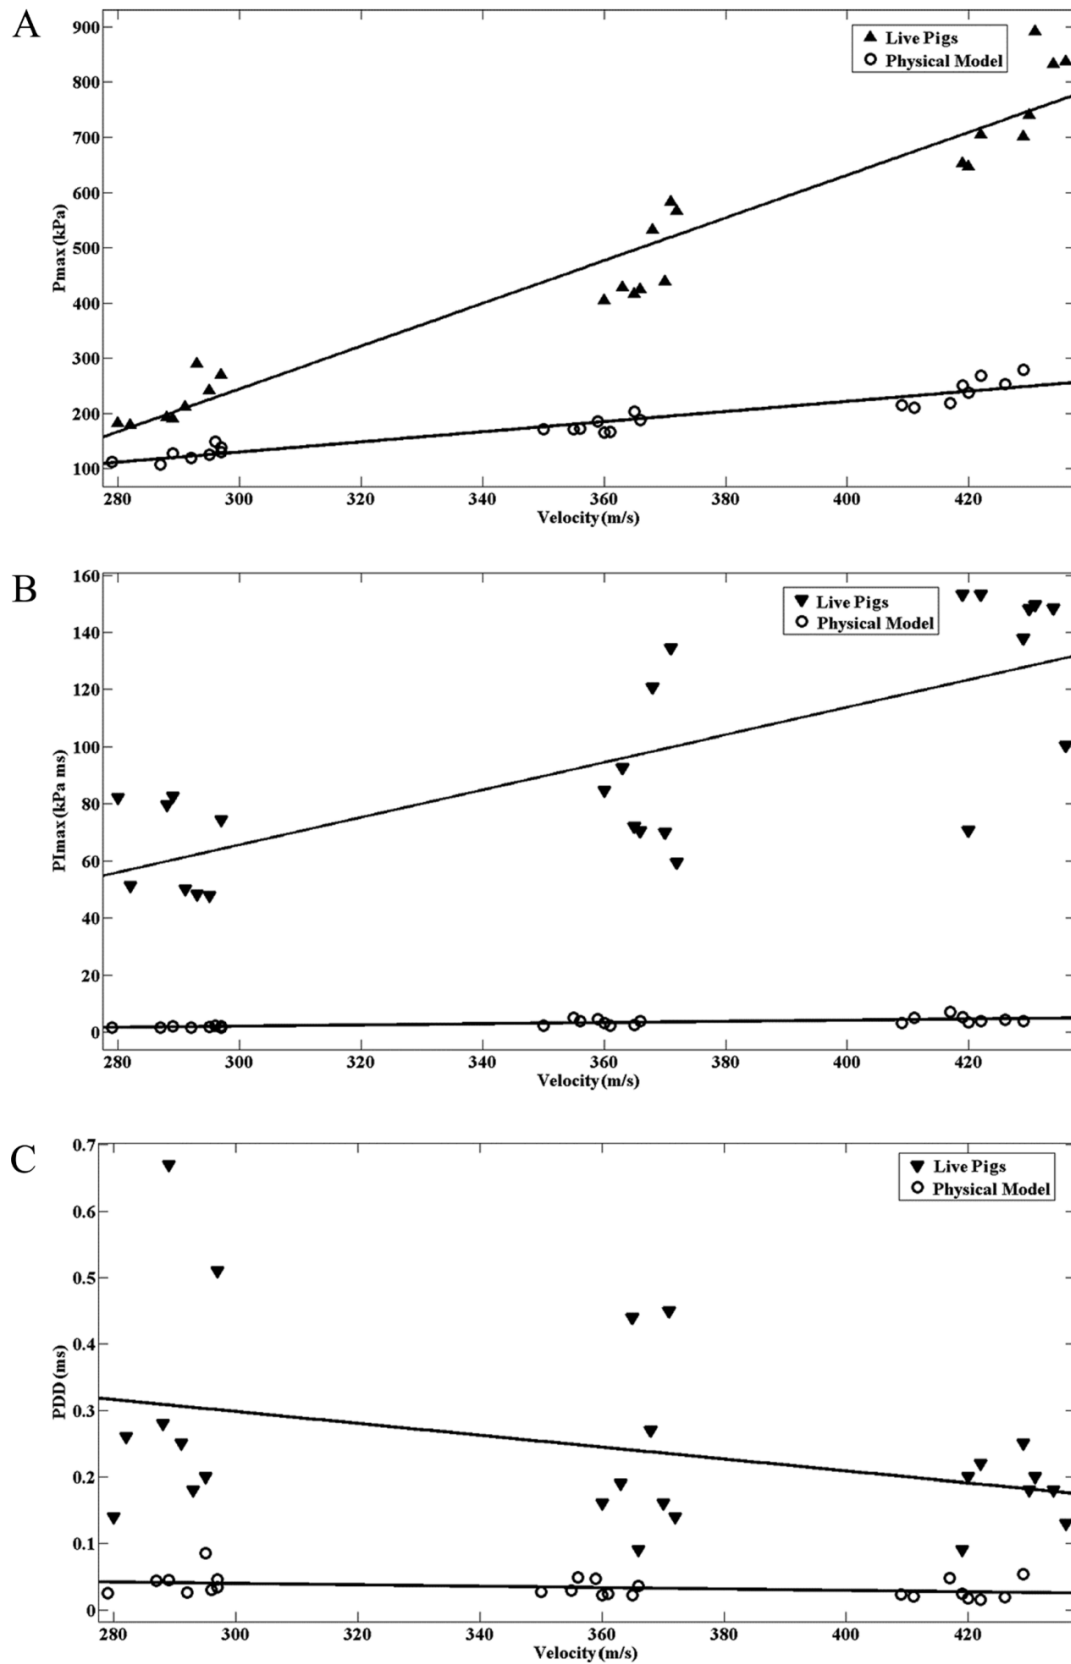 A
900
800
700
600
500
400
300
200
100
Pmax (kPa)
Live Pigs
Physical Model
280 300 320 340 360 380 400 420
Velocity (m/s)
B
160
140
120
100
80
60
40
20
0
PImax (kPa ms)
Live Pigs
Physical Model
280 300 320 340 360 380 400 420
Velocity (m/s)
C
0.7
0.6
0.5
0.4
0.3
0.2
0.1
0
PDD (ms)
Live Pigs
Physical Model
280 300 320 340 360 380 400 420
Velocity (m/s)